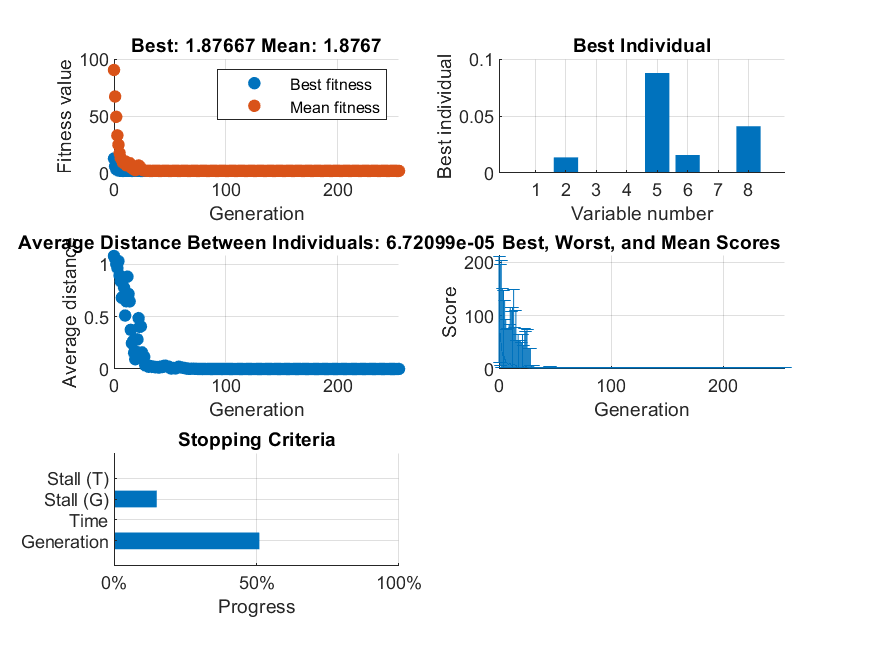 Best: 1.87667 Mean: 1.8767
Fitness value
100
50
0
Best fitness
Mean fitness
0 100 200
Generation
Best Individual
Best individual
0.1
0.05
0
1 2 3 4 5 6 7 8
Variable number
Average Distance Between Individuals: 6.72099e-05
Average distance
1
0.5
0
0 100 200
Generation
Best, Worst, and Mean Scores
Score
200
100
0
0 100 200
Generation
Stopping Criteria
Stall (T)
Stall (G)
Time
Generation
0% 50% 100%
Progress